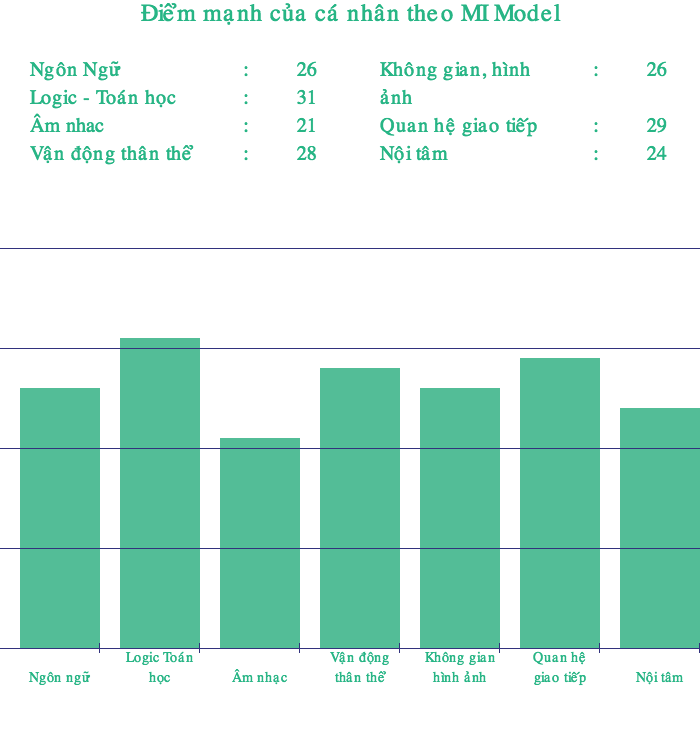 Điểm mạnh của cá nhân theo MI Model
Ngôn Ngữ : 26
Logic - Toán học : 31
Âm nhac : 21
Vận động thân thể : 28
Không gian, hình : 26
ảnh
Quan hệ giao tiếp : 29
Nội tâm : 24
Ngôn ngữ
Logic Toán
học
Âm nhạc
Vận động
thân thể
Không gian
hình ảnh
Quan hệ
giao tiếp
Nội tâm